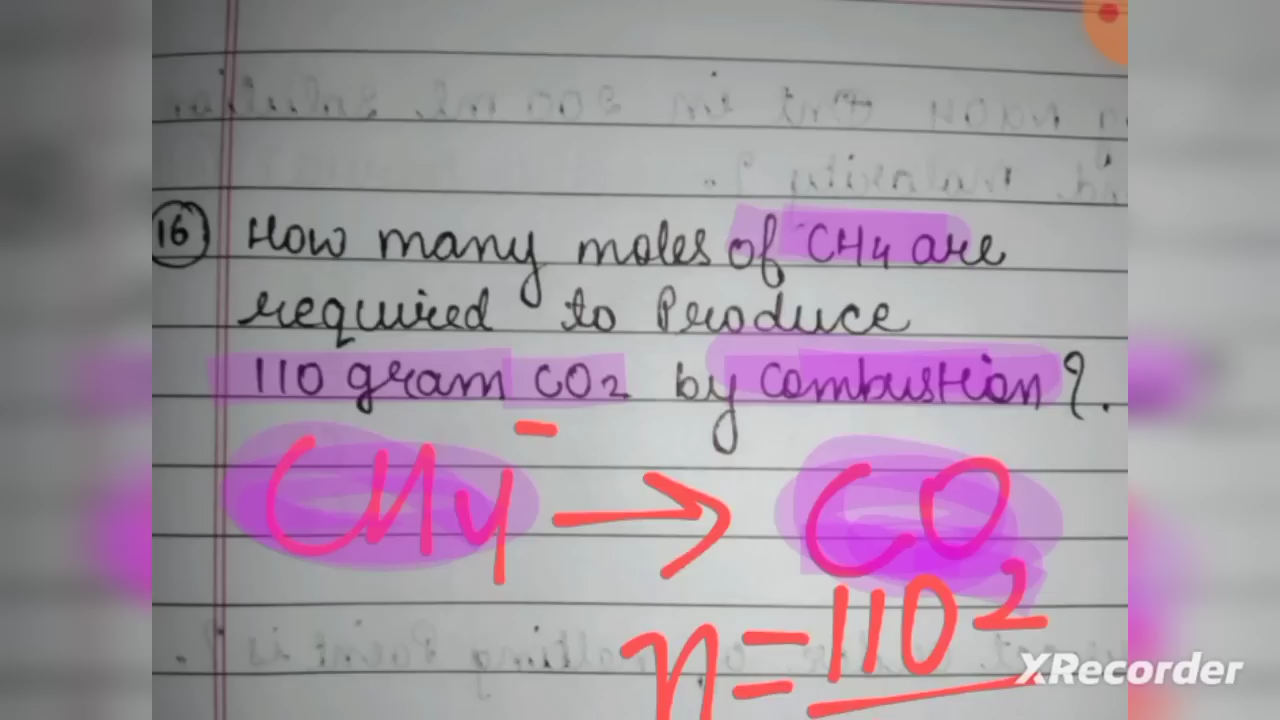 16 How many moles of CH4 are
required to Produce
110 gram CO2 by Combustion ?.
CH4 → CO2
n = 110
XRecorder